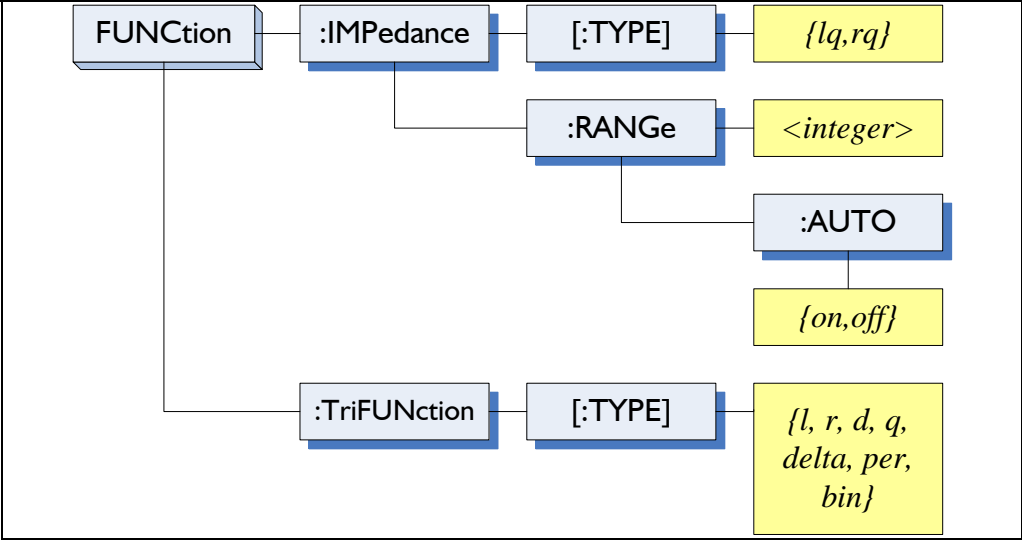 FUNCtion :IMPedance [:TYPE] {lq,rq}
:RANGe <integer>
:AUTO
{on,off}
:TriFUNction [:TYPE] {l, r, d, q,
delta, per,
bin}